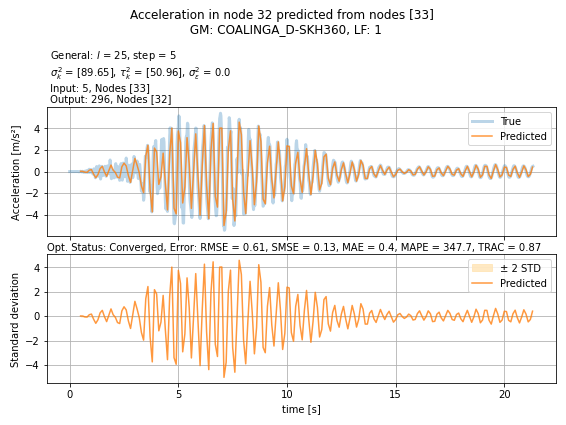 Acceleration in node 32 predicted from nodes [33]
GM: COALINGA_D-SKH360, LF: 1
General: l = 25, step = 5
σ²ₖ = [89.65], τ²ₖ = [50.96], σ²_ε = 0.0
Input: 5, Nodes [33]
Output: 296, Nodes [32]
Acceleration [m/s²]
4
2
0
−2
−4
True
Predicted
Opt. Status: Converged, Error: RMSE = 0.61, SMSE = 0.13, MAE = 0.4, MAPE = 347.7, TRAC = 0.87
Standard deviation
4
2
0
−2
−4
± 2 STD
Predicted
0 5 10 15 20
time [s]